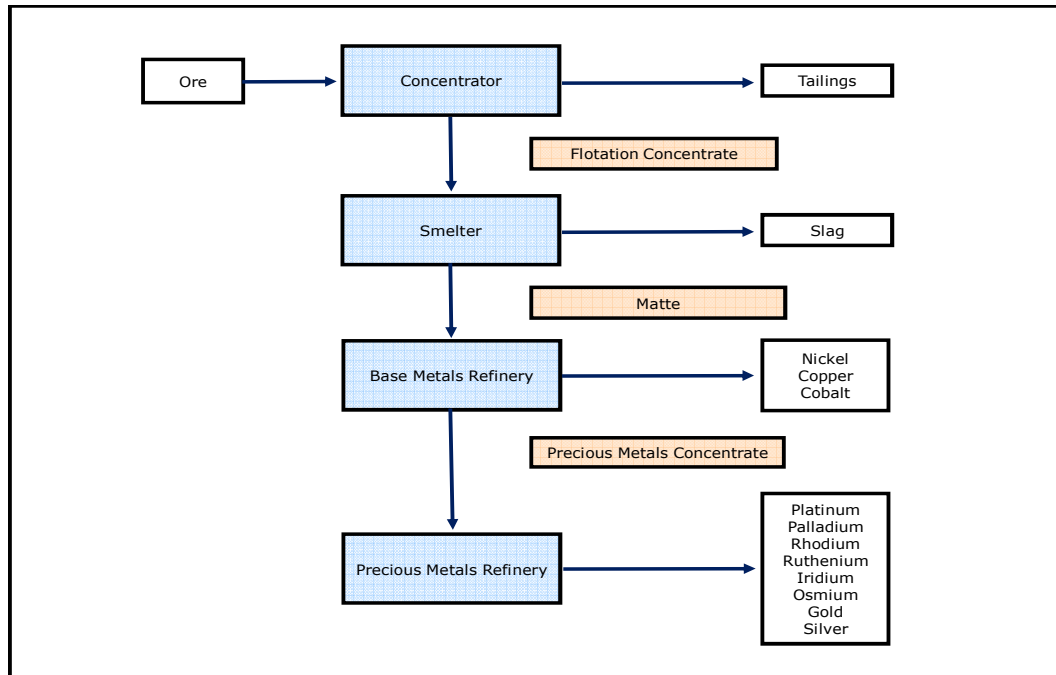 Ore
Concentrator
Tailings
Flotation Concentrate
Smelter
Slag
Matte
Base Metals Refinery
Nickel
Copper
Cobalt
Precious Metals Concentrate
Precious Metals Refinery
Platinum
Palladium
Rhodium
Ruthenium
Iridium
Osmium
Gold
Silver